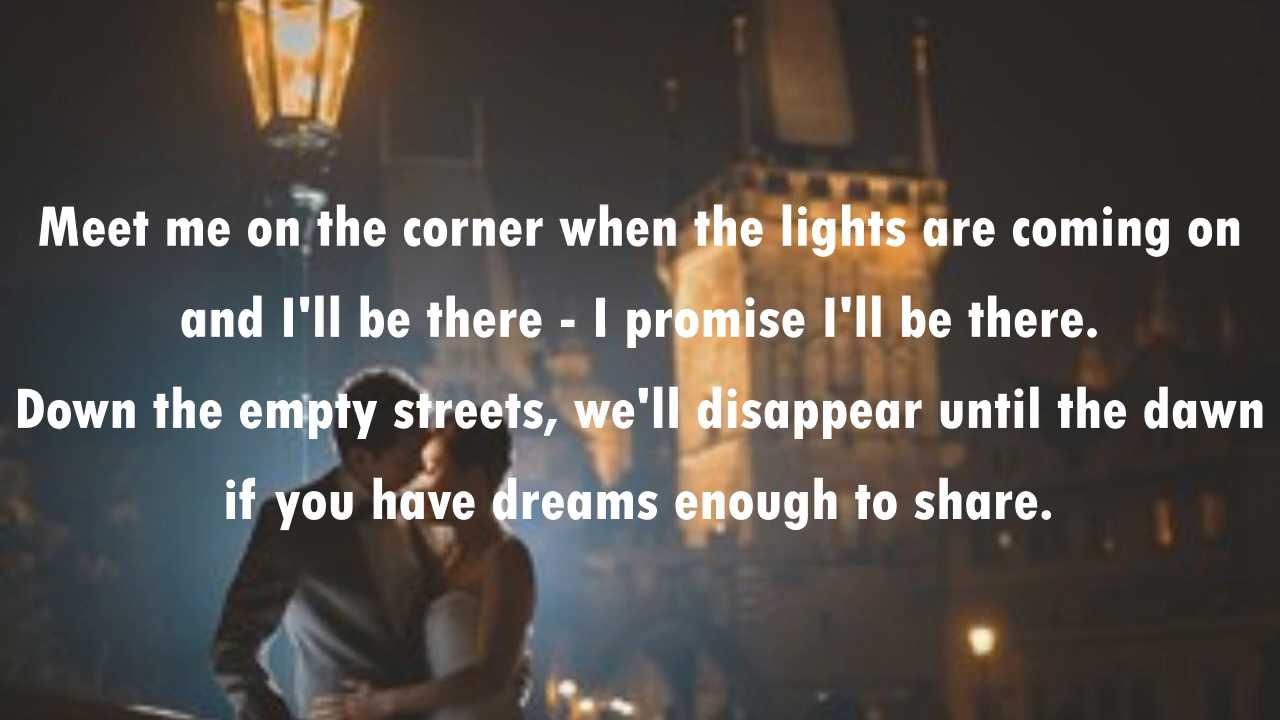 Meet me on the corner when the lights are coming on
and I'll be there - I promise I'll be there.
Down the empty streets, we'll disappear until the dawn
if you have dreams enough to share.